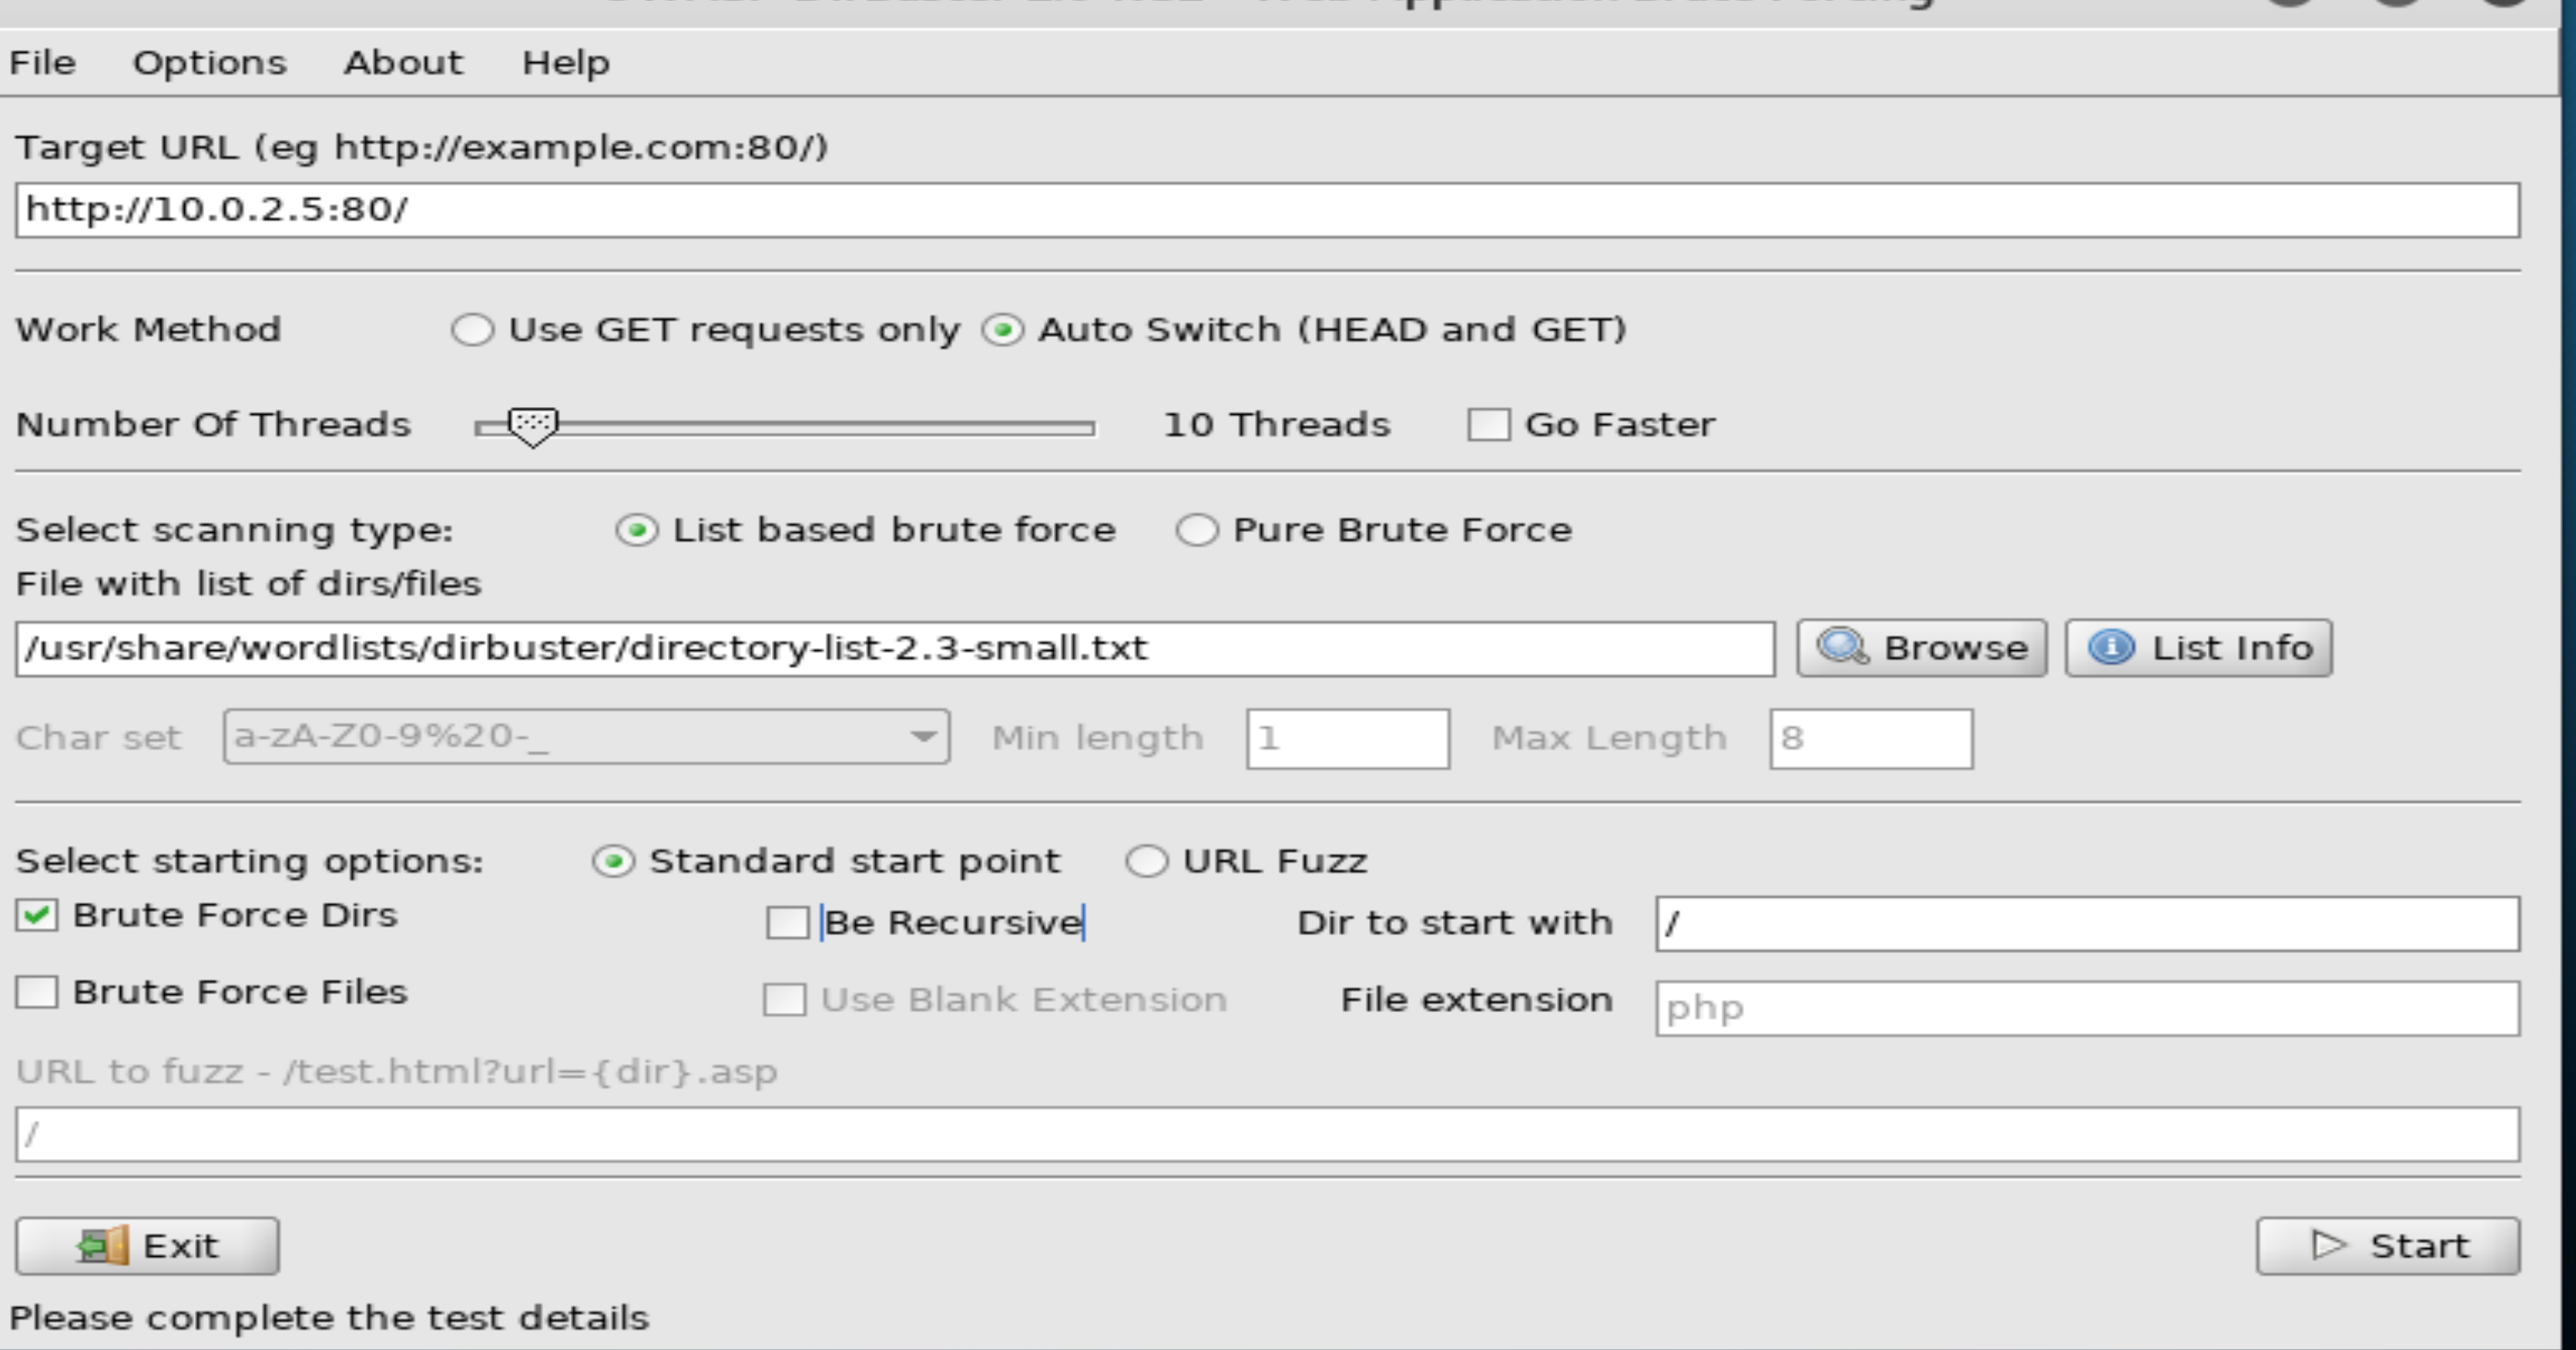 File Options About Help
Target URL (eg http://example.com:80/)
http://10.0.2.5:80/
Work Method Use GET requests only Auto Switch (HEAD and GET)
Number Of Threads 10 Threads Go Faster
Select scanning type: List based brute force Pure Brute Force
File with list of dirs/files
/usr/share/wordlists/dirbuster/directory-list-2.3-small.txt Browse List Info
Char set a-zA-Z0-9%20-_ Min length 1 Max Length 8
Select starting options: Standard start point URL Fuzz
Brute Force Dirs Be Recursive Dir to start with /
Brute Force Files Use Blank Extension File extension php
URL to fuzz - /test.html?url={dir}.asp
/
Exit Start
Please complete the test details